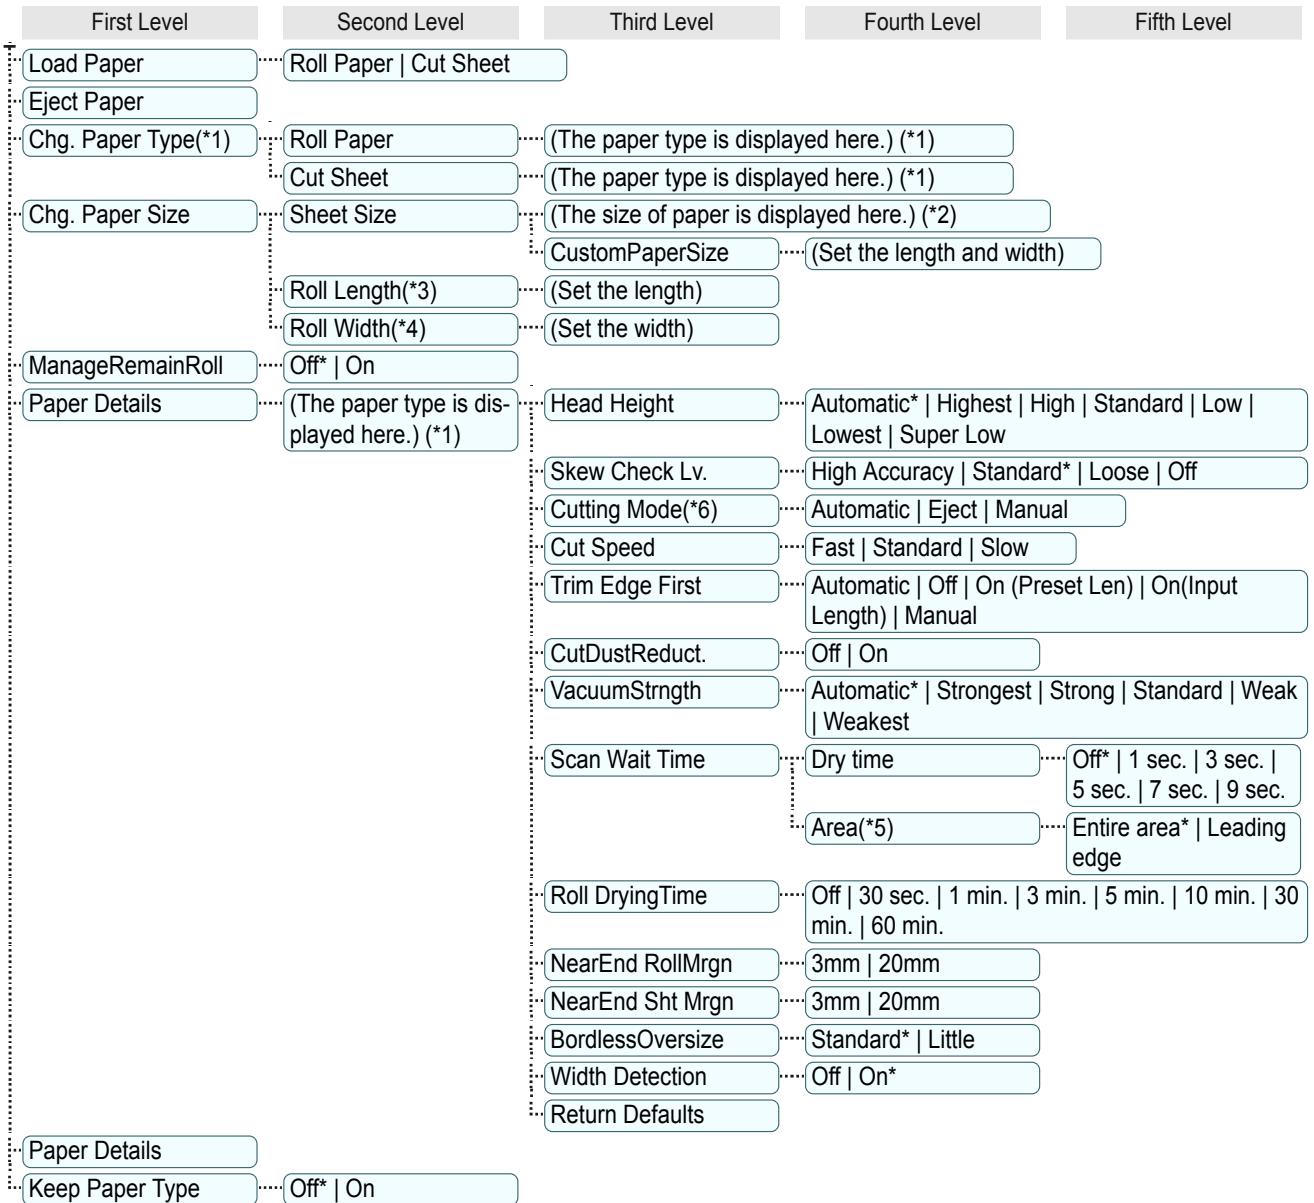 First Level Second Level Third Level Fourth Level Fifth Level
Load Paper Roll Paper | Cut Sheet
Eject Paper
Chg. Paper Type(*1) Roll Paper (The paper type is displayed here.) (*1)
Cut Sheet (The paper type is displayed here.) (*1)
Chg. Paper Size Sheet Size (The size of paper is displayed here.) (*2)
CustomPaperSize (Set the length and width)
Roll Length(*3) (Set the length)
Roll Width(*4) (Set the width)
ManageRemainRoll Off* | On
Paper Details (The paper type is dis- Head Height Automatic* | Highest | High | Standard | Low |
played here.) (*1) Lowest | Super Low
Skew Check Lv. High Accuracy | Standard* | Loose | Off
Cutting Mode(*6) Automatic | Eject | Manual
Cut Speed Fast | Standard | Slow
Trim Edge First Automatic | Off | On (Preset Len) | On(Input
Length) | Manual
CutDustReduct. Off | On
VacuumStrngth Automatic* | Strongest | Strong | Standard | Weak
| Weakest
Scan Wait Time Dry time Off* | 1 sec. | 3 sec. |
5 sec. | 7 sec. | 9 sec.
Area(*5) Entire area* | Leading
edge
Roll DryingTime Off | 30 sec. | 1 min. | 3 min. | 5 min. | 10 min. | 30
min. | 60 min.
NearEnd RollMrgn 3mm | 20mm
NearEnd Sht Mrgn 3mm | 20mm
BordlessOversize Standard* | Little
Width Detection Off | On*
Return Defaults
Paper Details
Keep Paper Type Off* | On